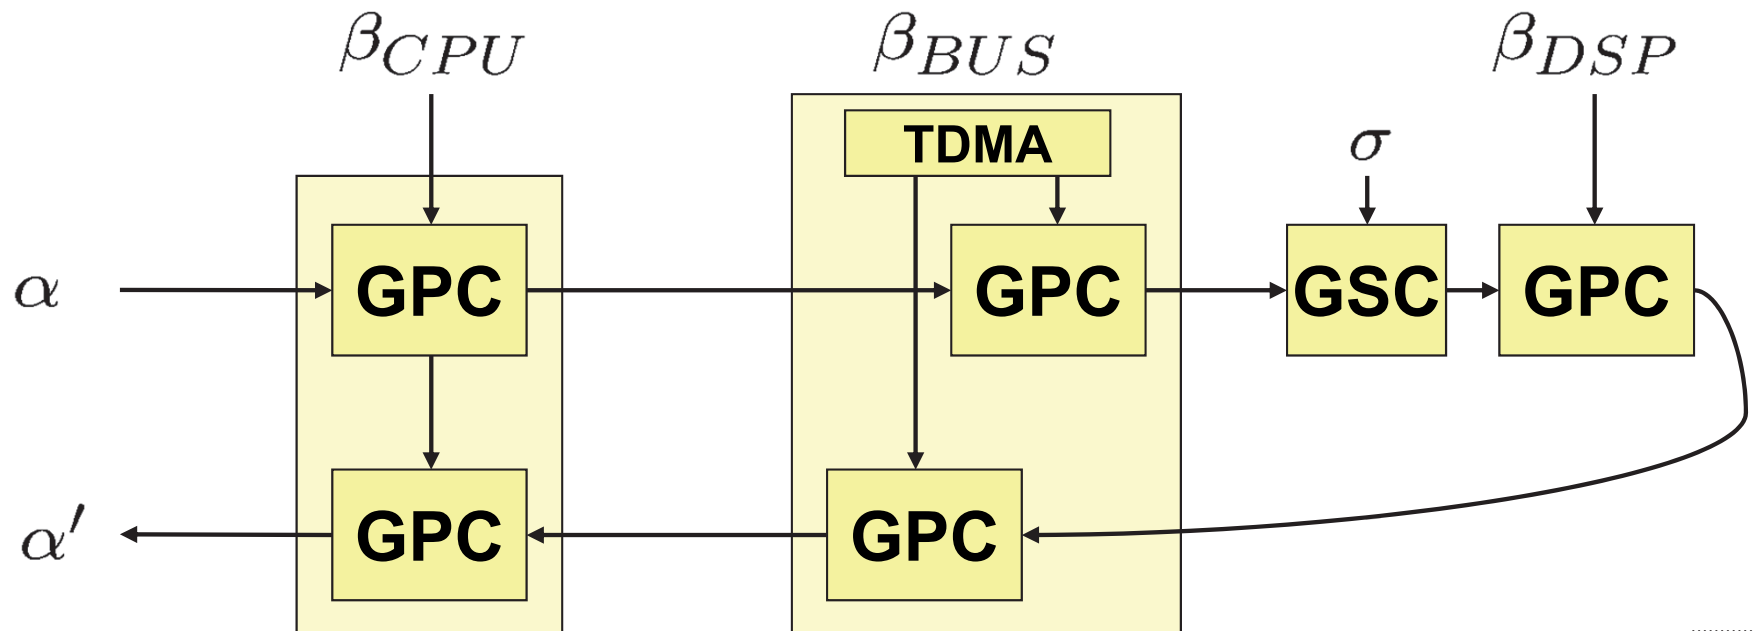 β_CPU β_BUS β_DSP
TDMA
σ
α GPC GPC GSC GPC
α′ GPC GPC